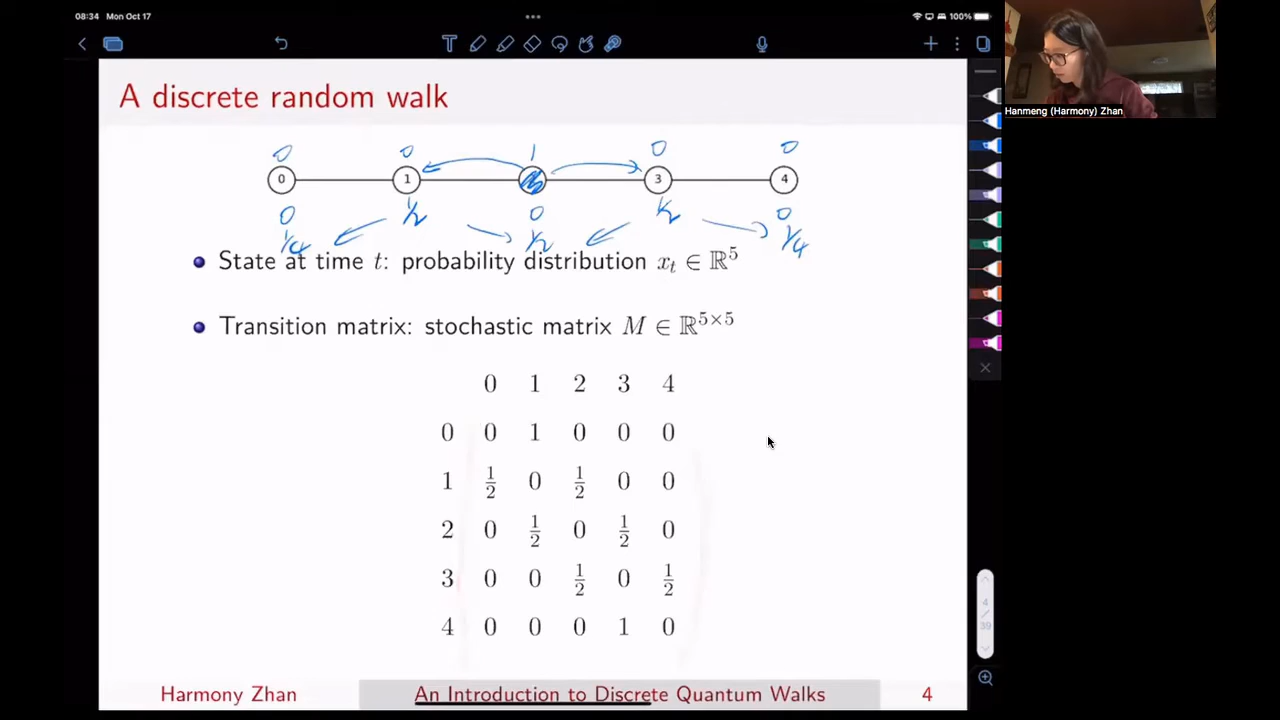 08:34 Mon Oct 17
100%
Hanmeng (Harmony) Zhan
A discrete random walk
0 0 1 0 0
0 1 3 4
0 1/2 0 1/2 0
1/4 1/2 1/4
State at time t: probability distribution x_t ∈ ℝ^5
Transition matrix: stochastic matrix M ∈ ℝ^{5×5}
0 1 2 3 4
0 0 1 0 0 0
1 1/2 0 1/2 0 0
2 0 1/2 0 1/2 0
3 0 0 1/2 0 1/2
4 0 0 0 1 0
4
/
39
Harmony Zhan An Introduction to Discrete Quantum Walks 4